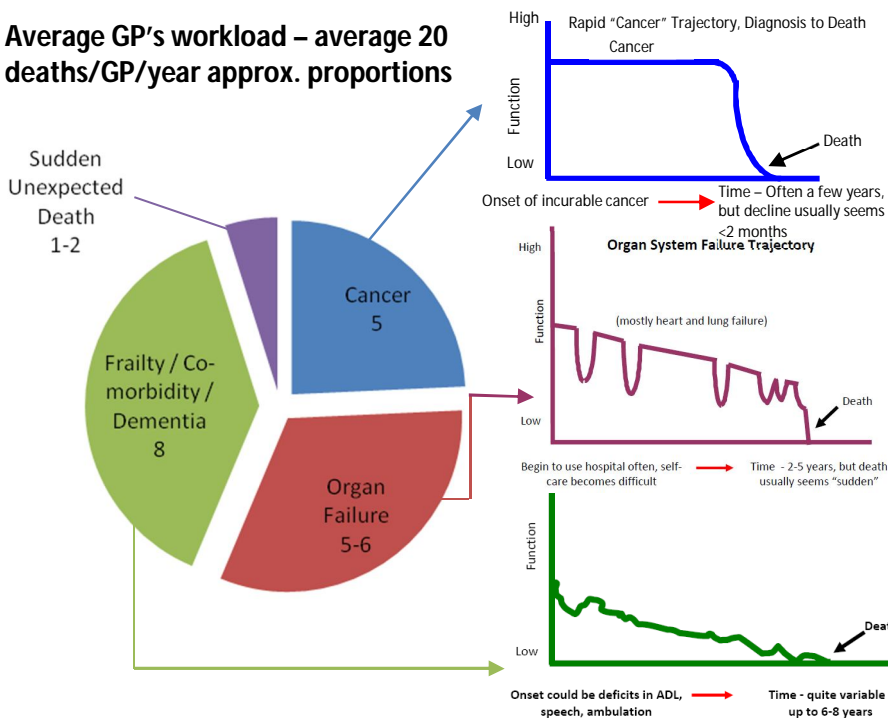 Average GP's workload – average 20
deaths/GP/year approx. proportions
Sudden
Unexpected
Death
1-2
Cancer
5
Frailty / Co-
morbidity /
Dementia
8
Organ
Failure
5-6
High
Rapid “Cancer” Trajectory, Diagnosis to Death
Cancer
Function
Low
Death
Onset of incurable cancer
Time – Often a few years,
but decline usually seems
<2 months
Organ System Failure Trajectory
High
(mostly heart and lung failure)
Function
Low
Death
Begin to use hospital often, self-
care becomes difficult
Time - 2-5 years, but death
usually seems “sudden”
Function
Low
Deat
Onset could be deficits in ADL,
speech, ambulation
Time - quite variable
up to 6-8 years